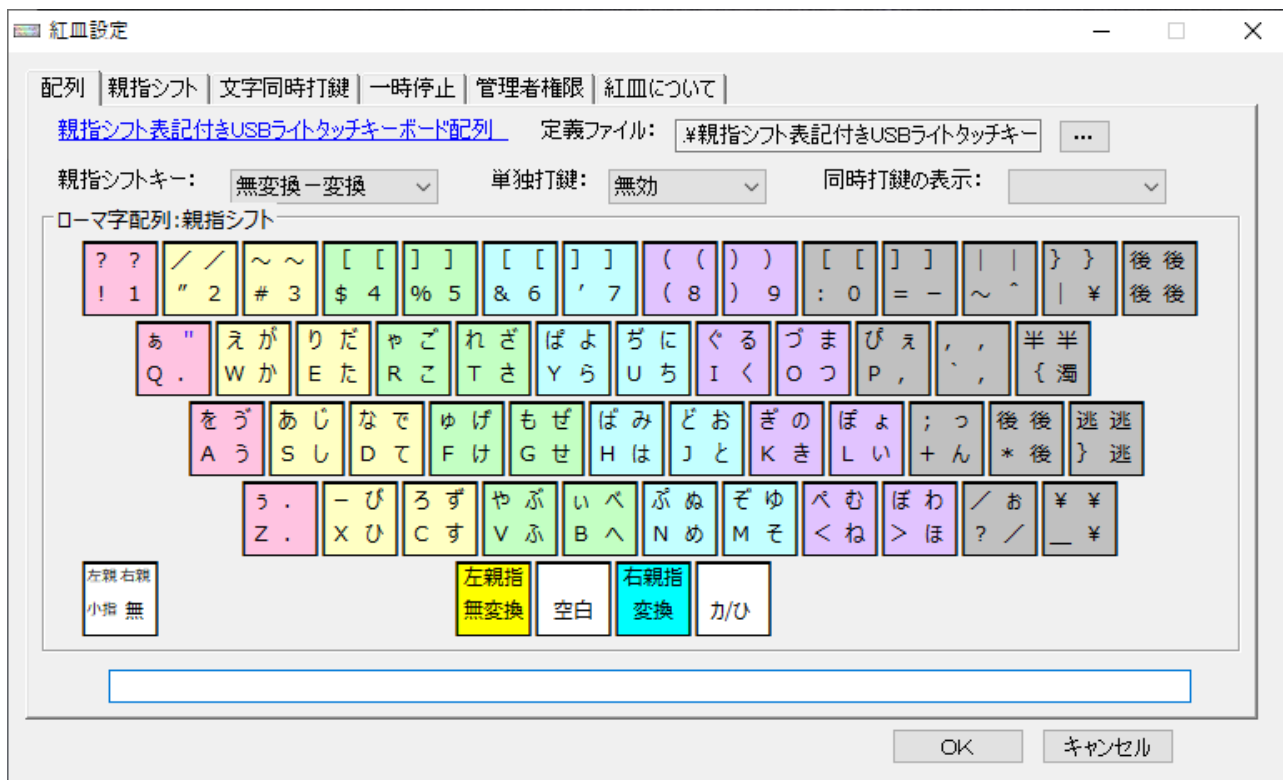 紅皿設定
配列 親指シフト 文字同時打鍵 一時停止 管理者権限 紅皿について
親指シフト表記付きUSBライトタッチキーボード配列 定義ファイル: .¥親指シフト表記付きUSBライトタッチキー ...
親指シフトキー: 無変換－変換 単独打鍵: 無効 同時打鍵の表示:
ローマ字配列:親指シフト
? ? ／ ／ ～ ～ [ [ ] ] [ [ ] ] ( ( ) ) [ [ ] ] | | } } 後 後
! 1 " 2 # 3 $ 4 % 5 & 6 ' 7 ( 8 ) 9 : 0 = － ～ ^ | ¥ 後 後
ぁ " え が り だ ゃ ご れ ざ ぱ よ ぢ に ぐ る づ ま ぴ ぇ , , 半 半
Q . W か E た R こ T さ Y ら U ち I く O つ P , ` , { 濁
を ゔ あ じ な で ゅ げ も ぜ ば み ど お ぎ の ぽ ょ ; っ 後 後 逃 逃
A う S し D て F け G せ H は J と K き L い + ん * 後 } 逃
ぅ . ー び ろ ず や ぶ ぃ べ ぷ ぬ ぞ ゆ ぺ む ぼ わ ／ ぉ ¥ ¥
Z . X ひ C す V ふ B へ N め M そ < ね > ほ ? ／ ＿ ¥
左親 右親 左親指 右親指
小指 無 無変換 空白 変換 カ/ひ
OK キャンセル